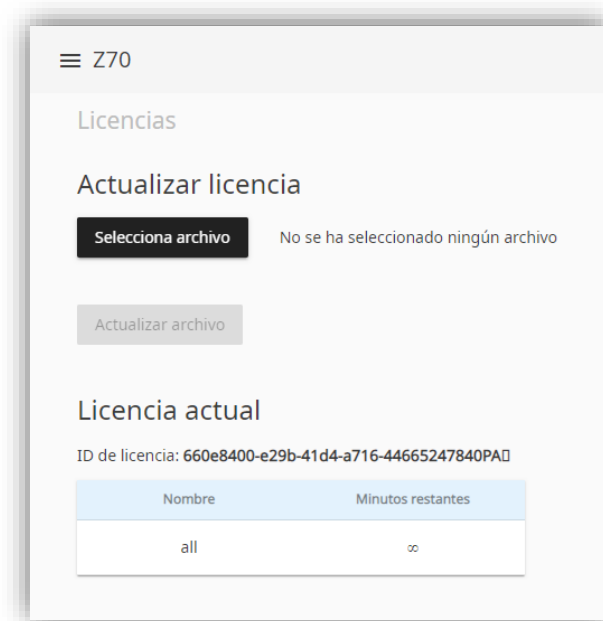 Z70
Licencias
Actualizar licencia
Selecciona archivo No se ha seleccionado ningún archivo
Actualizar archivo
Licencia actual
ID de licencia: 660e8400-e29b-41d4-a716-44665247840PA▯
Nombre Minutos restantes
all ∞